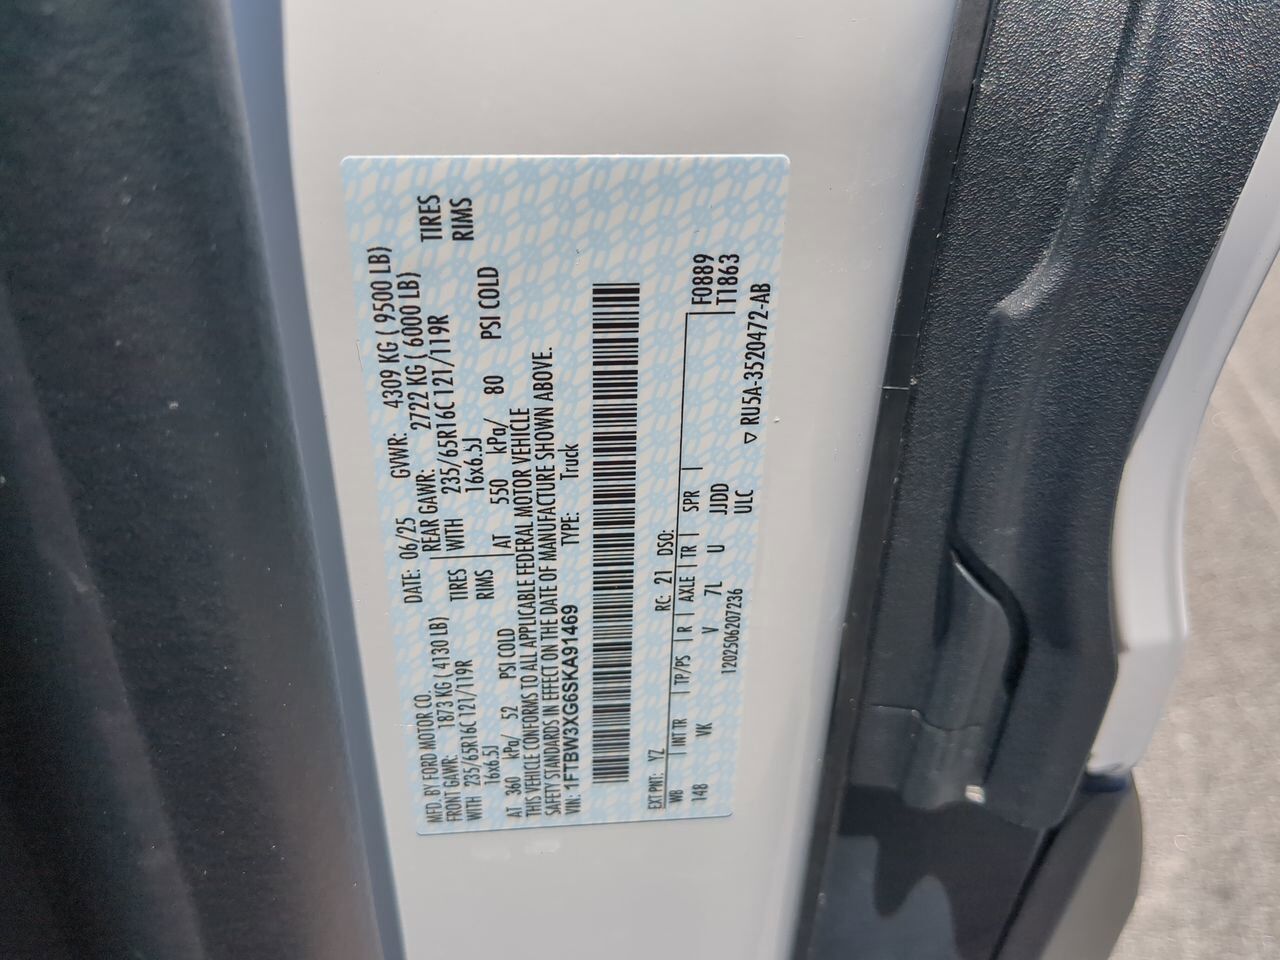 MFD. BY FORD MOTOR CO.
DATE: 06/25 GVWR: 4309 KG ( 9500 LB)
FRONT GAWR: 1873 KG ( 4130 LB) REAR GAWR: 2722 KG ( 6000 LB)
WITH 235/65R16C 121/119R TIRES WITH 235/65R16C 121/119R TIRES
16x6.5J RIMS 16x6.5J RIMS
AT 360 kPa/ 52 PSI COLD AT 550 kPa/ 80 PSI COLD
THIS VEHICLE CONFORMS TO ALL APPLICABLE FEDERAL MOTOR VEHICLE
SAFETY STANDARDS IN EFFECT ON THE DATE OF MANUFACTURE SHOWN ABOVE.
VIN: 1FTBW3XG6SKA91469 TYPE: Truck
EXT PNT: YZ RC: 21 DSO:
WB INT TR TP/PS R AXLE TR SPR F0889
148 VK V 7L U JJDD T1863
1202506207236 ULC ▽ RU5A-3520472-AB